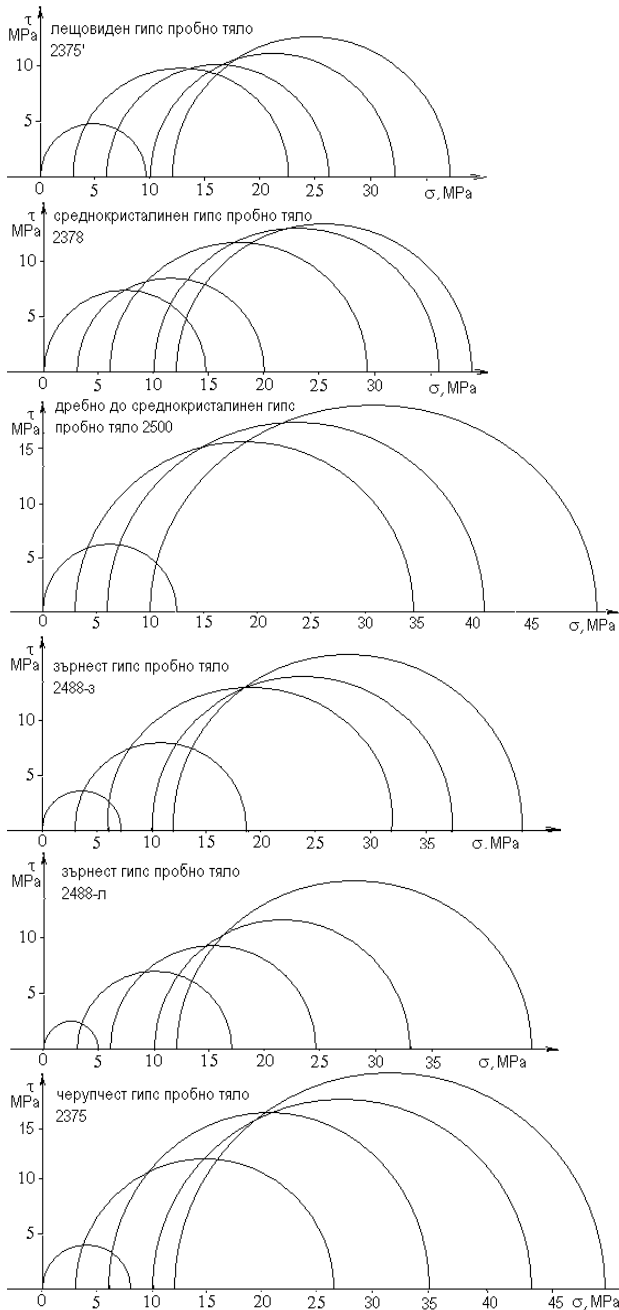 τ
MPa
лещовиден гипс пробно тяло
2375'
10
5
0 5 10 15 20 25 30 σ, MPa
τ
MPa
среднокристалинен гипс пробно тяло
2378
10
5
0 5 10 15 20 25 30 σ, MPa
τ
MPa
дребно до среднокристалинен гипс
пробно тяло 2500
15
10
5
0 5 10 15 20 25 30 35 40 45 σ, MPa
τ
MPa
зърнест гипс пробно тяло
2488-з
10
5
0 5 10 15 20 25 30 35 σ. MPa
τ
MPa
зърнест гипс пробно тяло
2488-л
10
5
0 5 10 15 20 25 30 35 σ, MPa
τ
MPa
черупчест гипс пробно тяло
2375
15
10
5
0 5 10 15 20 25 30 35 40 45 σ, MPa